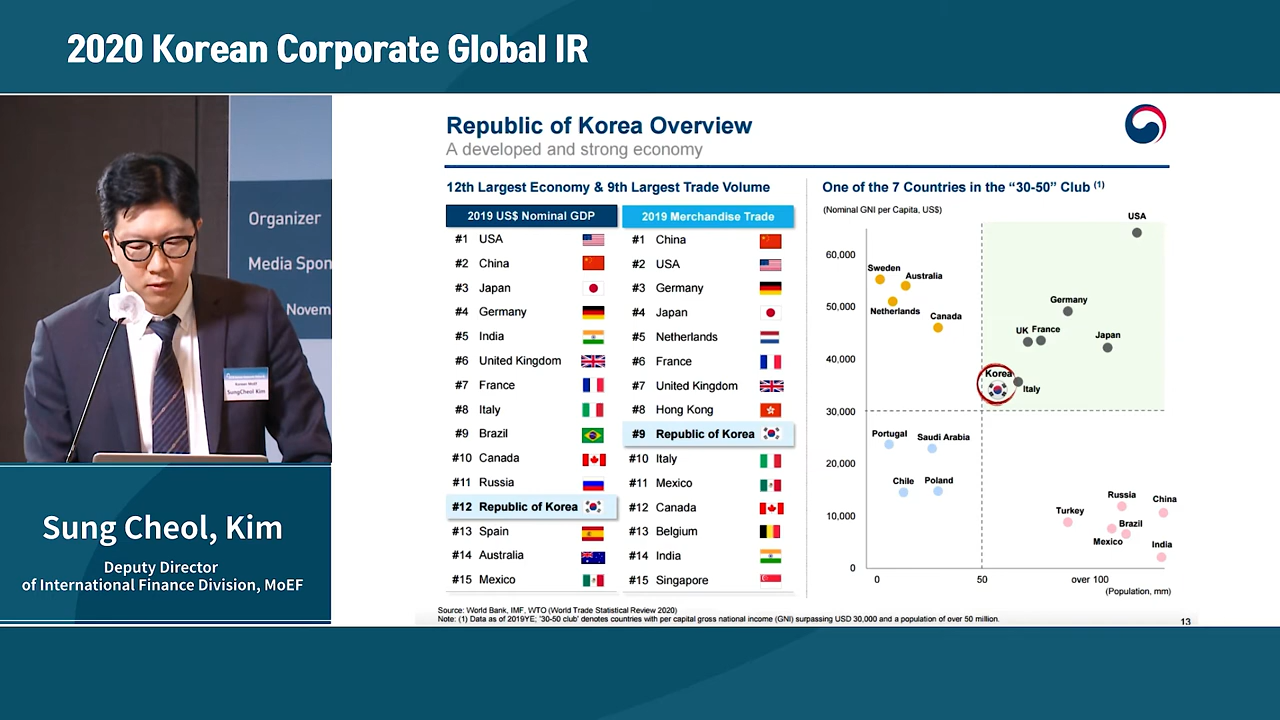 2020 Korean Corporate Global IR
Organizer
Media Spon
Novem
Korean MoEF
SungCheol Kim
Sung Cheol, Kim
Deputy Director
of International Finance Division, MoEF
Republic of Korea Overview
A developed and strong economy
12th Largest Economy & 9th Largest Trade Volume
2019 US$ Nominal GDP
#1 USA
#2 China
#3 Japan
#4 Germany
#5 India
#6 United Kingdom
#7 France
#8 Italy
#9 Brazil
#10 Canada
#11 Russia
#12 Republic of Korea
#13 Spain
#14 Australia
#15 Mexico
2019 Merchandise Trade
#1 China
#2 USA
#3 Germany
#4 Japan
#5 Netherlands
#6 France
#7 United Kingdom
#8 Hong Kong
#9 Republic of Korea
#10 Italy
#11 Mexico
#12 Canada
#13 Belgium
#14 India
#15 Singapore
One of the 7 Countries in the “30-50” Club (1)
(Nominal GNI per Capita, US$)
USA
60,000
Sweden
Australia
50,000
Netherlands
Germany
Canada
UK France
Japan
40,000
Korea
Italy
30,000
Portugal
Saudi Arabia
20,000
Chile
Poland
Russia
China
10,000
Turkey
Brazil
Mexico
India
0
0
50
over 100
(Population, mm)
Source: World Bank, IMF, WTO (World Trade Statistical Review 2020)
Note: (1) Data as of 2019YE; '30-50 club' denotes countries with per capital gross national income (GNI) surpassing USD 30,000 and a population of over 50 million.
13